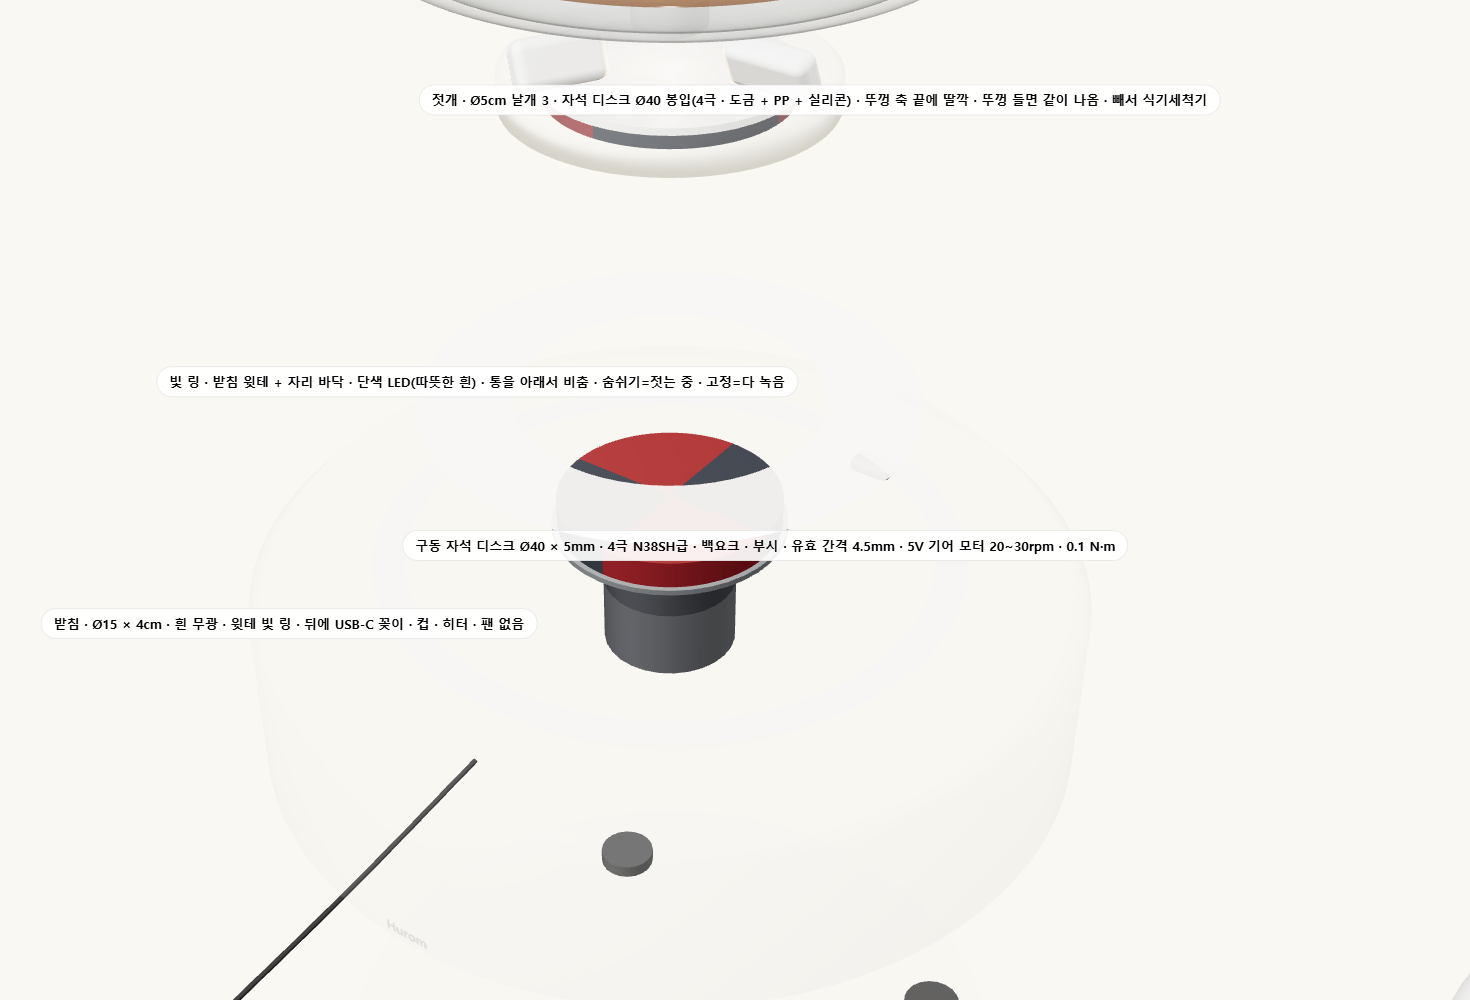 젓개 · Ø5cm 날개 3 · 자석 디스크 Ø40 봉입(4극 · 도금 + PP + 실리콘) · 뚜껑 축 끝에 딸깍 · 뚜껑 들면 같이 나옴 · 빼서 식기세척기
빛 링 · 받침 윗테 + 자리 바닥 · 단색 LED(따뜻한 흰) · 통을 아래서 비춤 · 숨쉬기=젓는 중 · 고정=다 녹음
구동 자석 디스크 Ø40 × 5mm · 4극 N38SH급 · 백요크 · 부시 · 유효 간격 4.5mm · 5V 기어 모터 20~30rpm · 0.1 N·m
받침 · Ø15 × 4cm · 흰 무광 · 윗테 빛 링 · 뒤에 USB-C 꽂이 · 컵 · 히터 · 팬 없음
Hurom